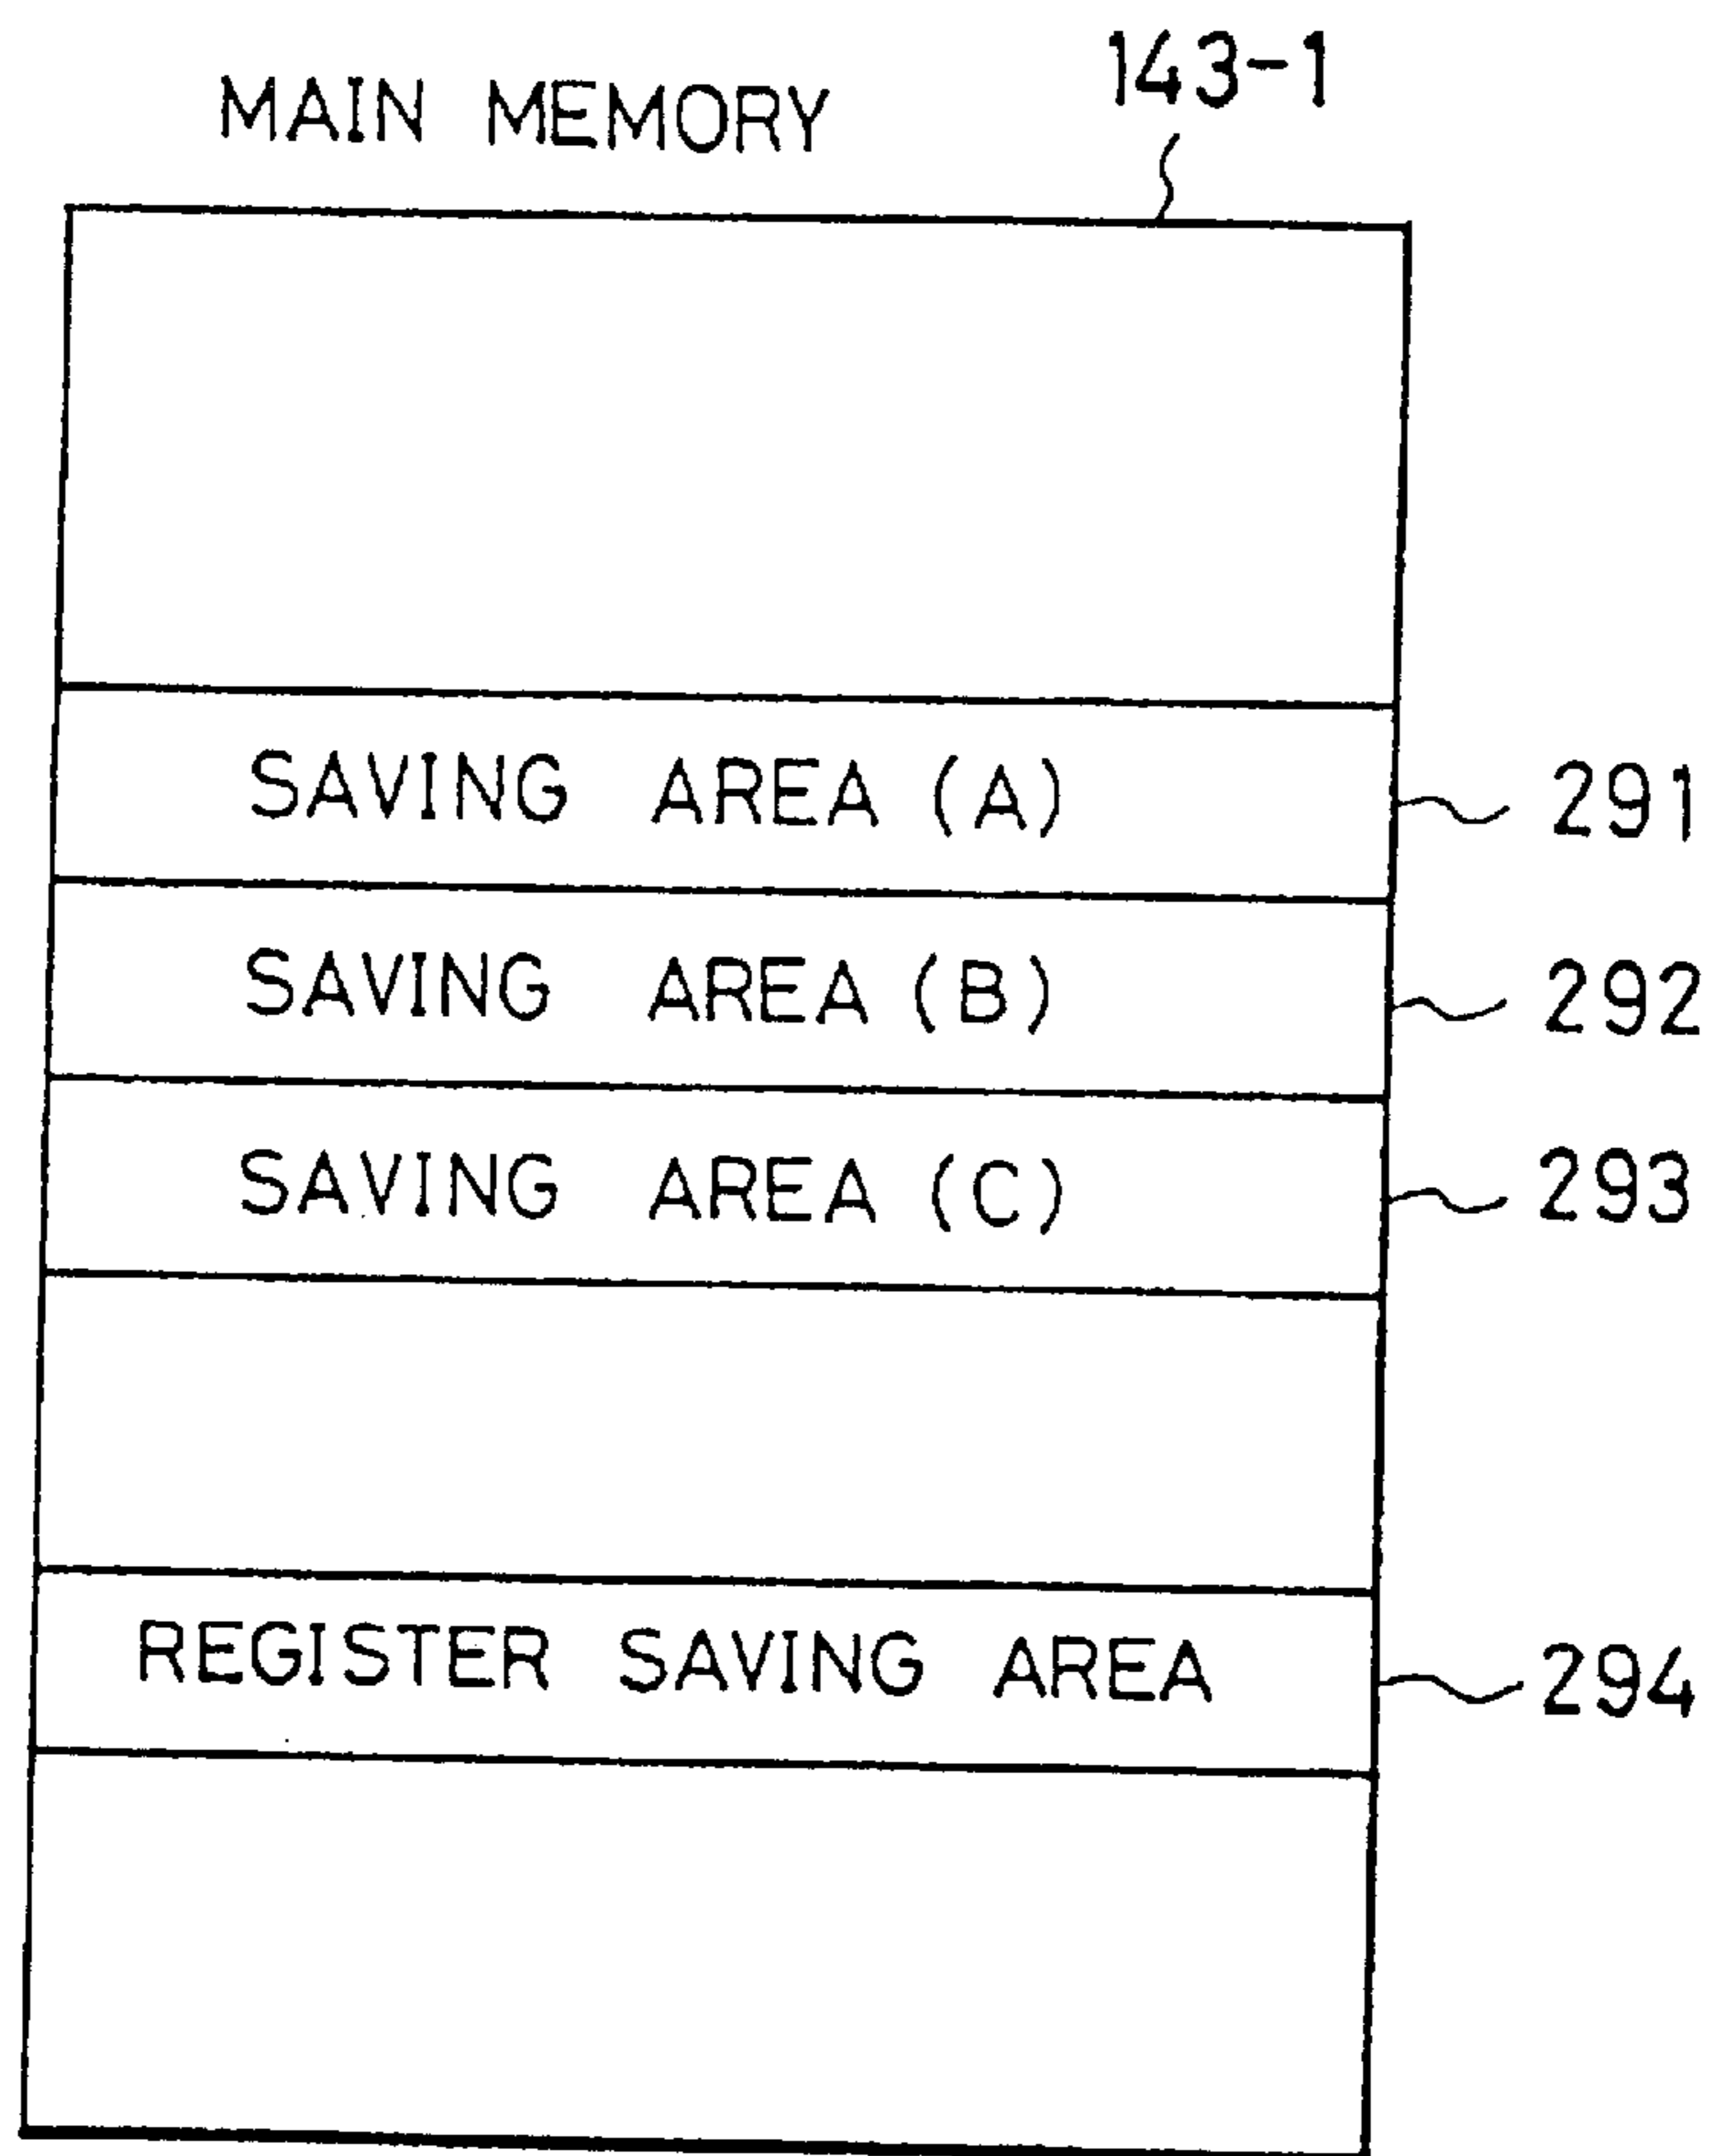 143-1
MAIN MEMORY
SAVING AREA (A) 291
SAVING AREA (B) 292
SAVING AREA (C) 293
REGISTER SAVING AREA 294